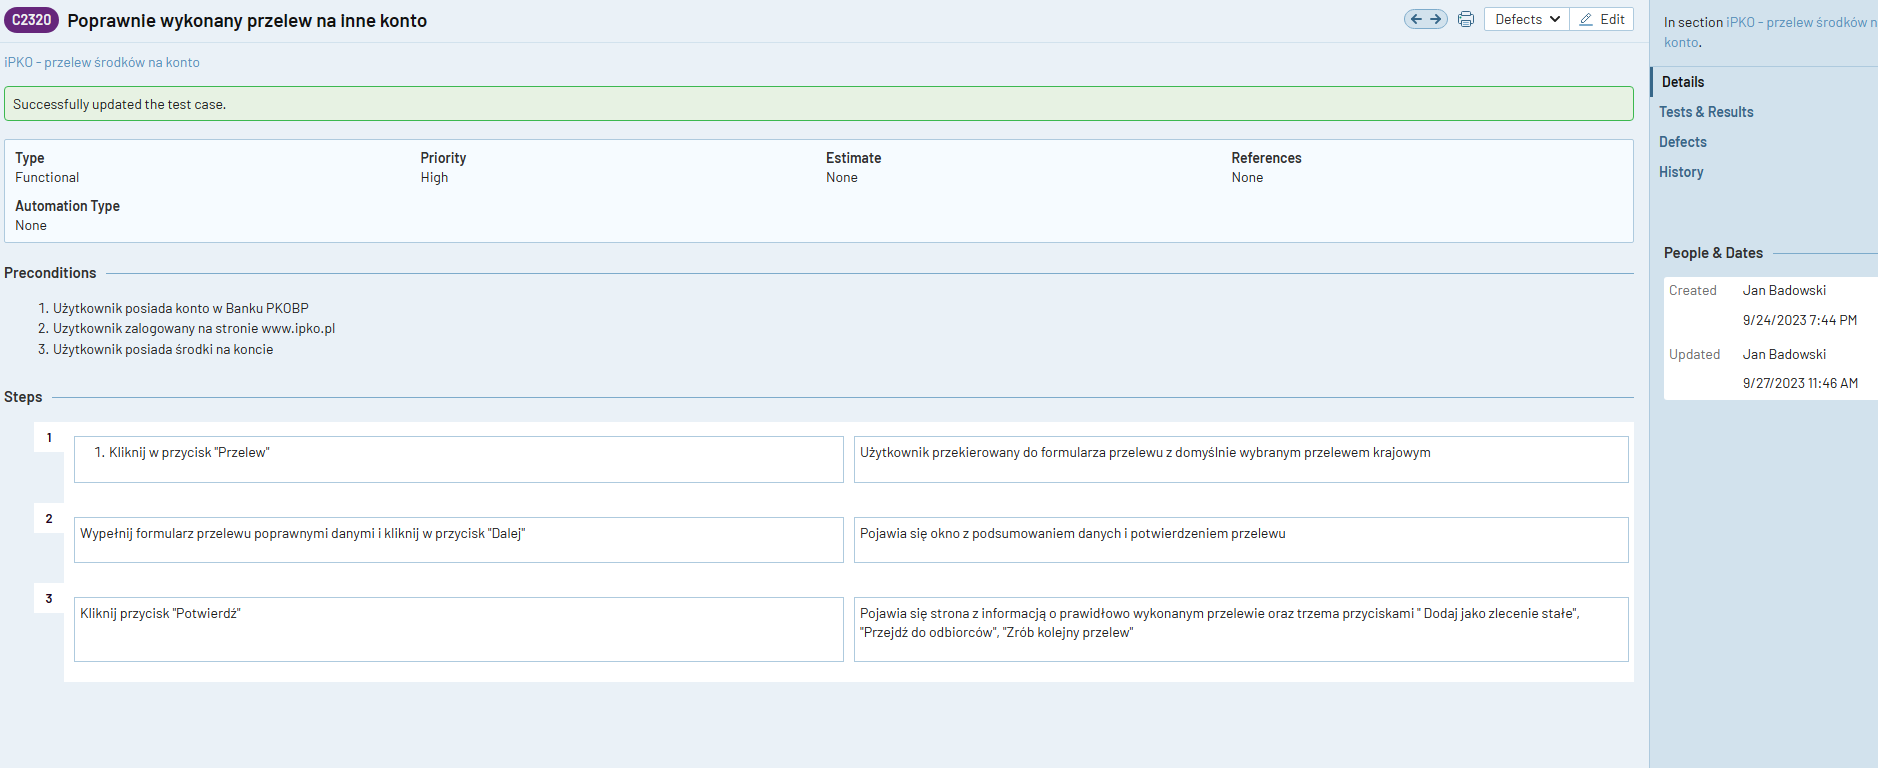 C2320 Poprawnie wykonany przelew na inne konto
Defects Edit
iPKO - przelew środków na konto
Successfully updated the test case.
Type Priority Estimate References
Functional High None None
Automation Type
None
Preconditions
1. Użytkownik posiada konto w Banku PKOBP
2. Uzytkownik zalogowany na stronie www.ipko.pl
3. Użytkownik posiada środki na koncie
Steps
1
1. Kliknij w przycisk "Przelew"
Użytkownik przekierowany do formularza przelewu z domyślnie wybranym przelewem krajowym
2
Wypełnij formularz przelewu poprawnymi danymi i kliknij w przycisk "Dalej"
Pojawia się okno z podsumowaniem danych i potwierdzeniem przelewu
3
Kliknij przycisk "Potwierdź"
Pojawia się strona z informacją o prawidłowo wykonanym przelewie oraz trzema przyciskami " Dodaj jako zlecenie stałe",
"Przejdź do odbiorców", "Zrób kolejny przelew"
In section iPKO - przelew środków n
konto.
Details
Tests & Results
Defects
History
People & Dates
Created Jan Badowski
9/24/2023 7:44 PM
Updated Jan Badowski
9/27/2023 11:46 AM